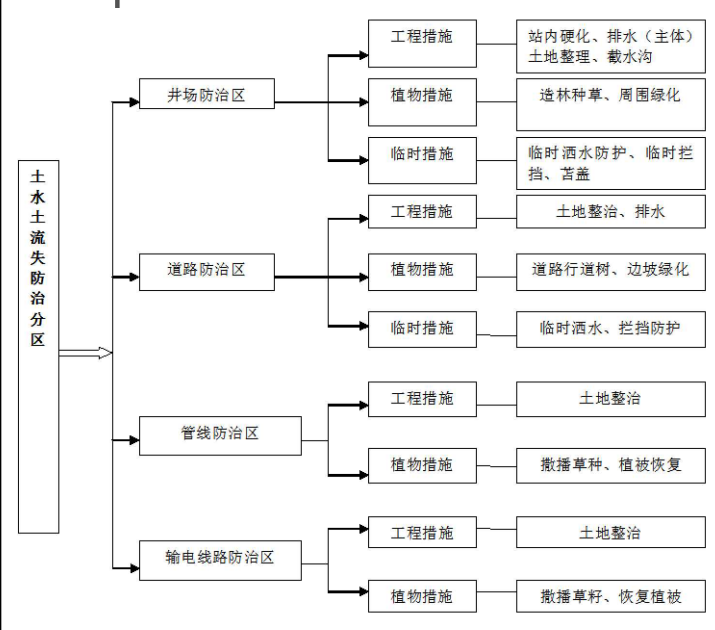 土水土流失防治分区
井场防治区
工程措施
站内硬化、排水（主体）
土地整理、截水沟
植物措施
造林种草、周围绿化
临时措施
临时洒水防护、临时拦
挡、苫盖
道路防治区
工程措施
土地整治、排水
植物措施
道路行道树、边坡绿化
临时措施
临时洒水、拦挡防护
管线防治区
工程措施
土地整治
植物措施
撒播草种、植被恢复
输电线路防治区
工程措施
土地整治
植物措施
撒播草籽、恢复植被